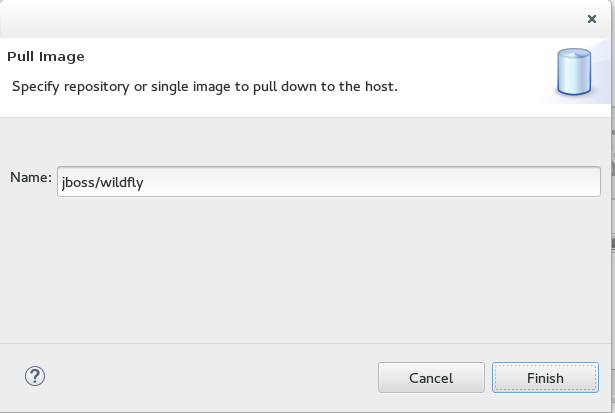 Pull Image
Specify repository or single image to pull down to the host.
Name: jboss/wildfly
Cancel Finish